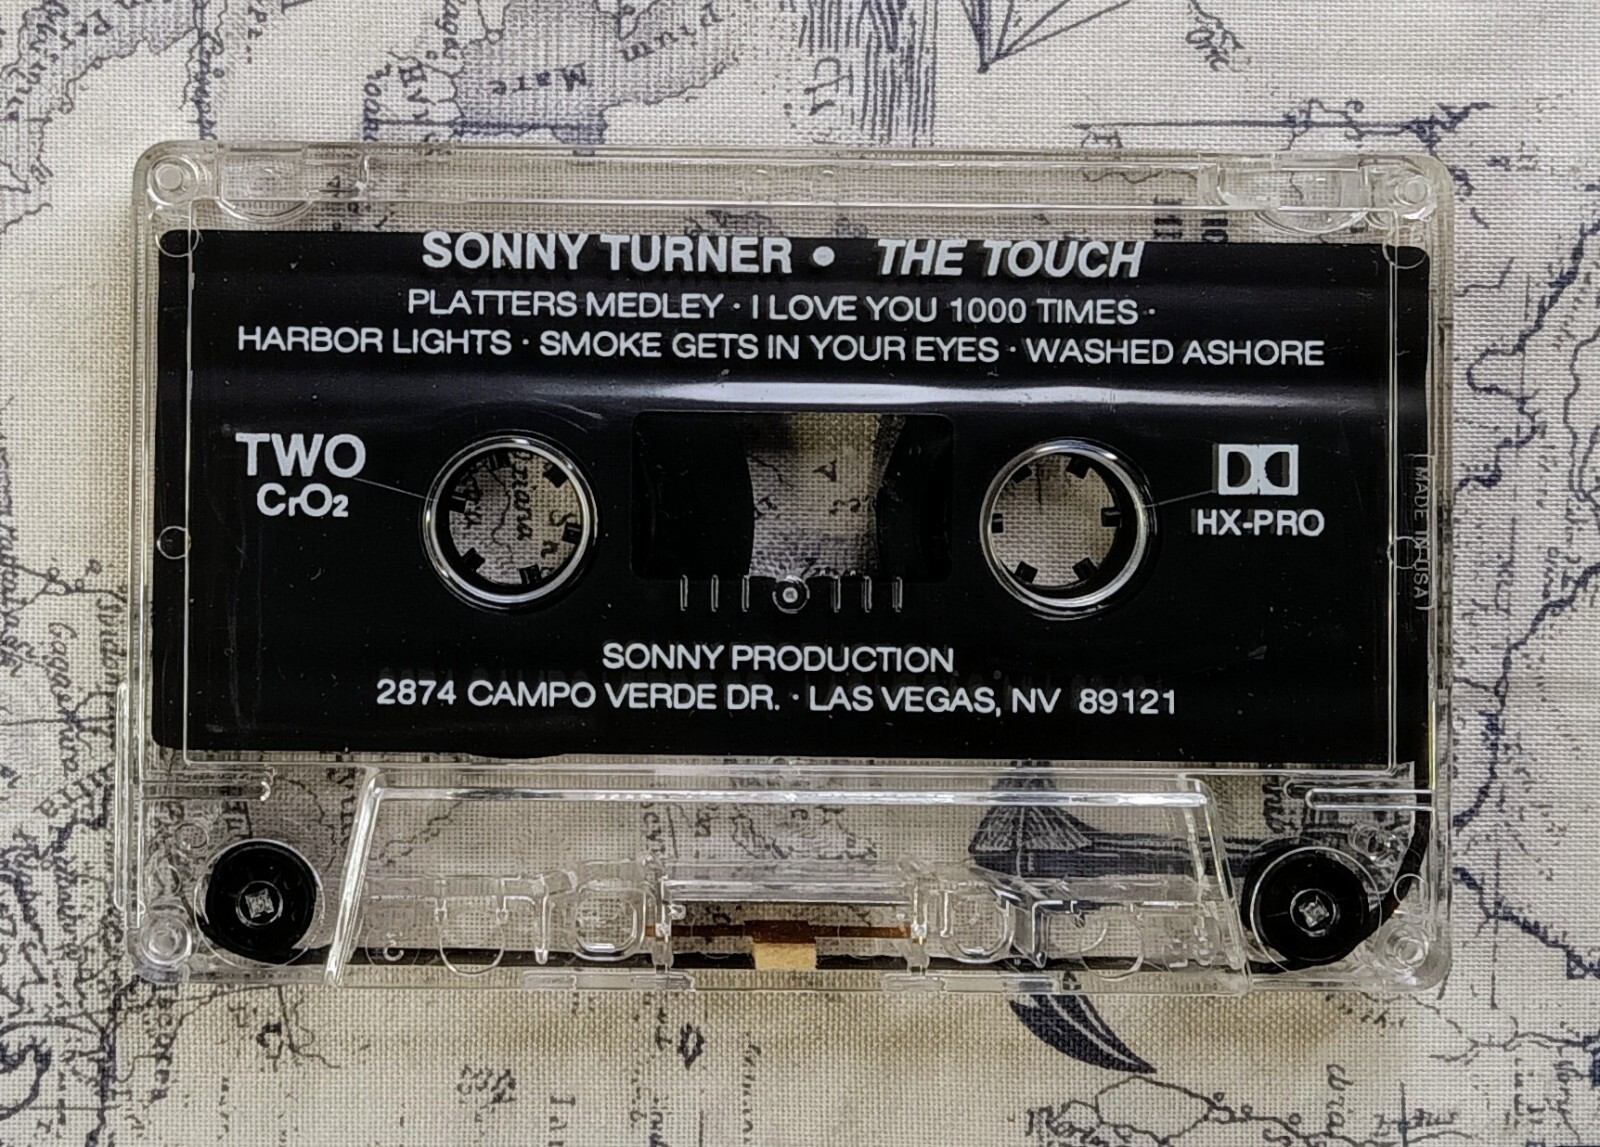 SONNY TURNER • THE TOUCH
PLATTERS MEDLEY · I LOVE YOU 1000 TIMES ·
HARBOR LIGHTS · SMOKE GETS IN YOUR EYES · WASHED ASHORE
TWO
CrO2
HX-PRO
MADE IN USA
SONNY PRODUCTION
2874 CAMPO VERDE DR. · LAS VEGAS, NV 89121
Mare